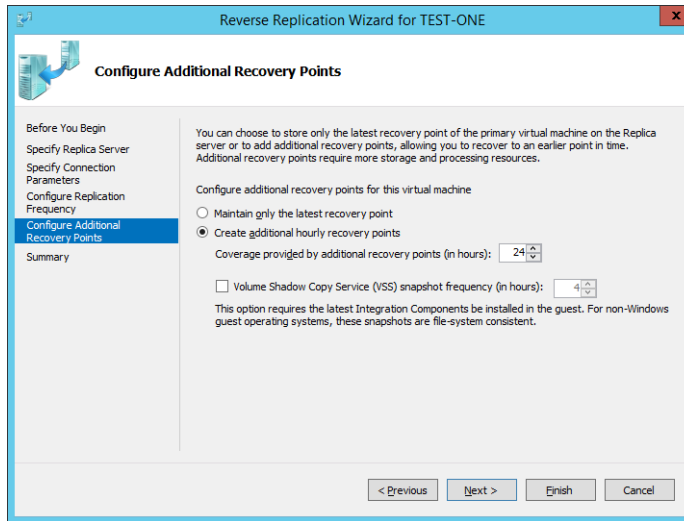 Reverse Replication Wizard for TEST-ONE
x
Configure Additional Recovery Points
Before You Begin
Specify Replica Server
Specify Connection
Parameters
Configure Replication
Frequency
Configure Additional
Recovery Points
Summary
You can choose to store only the latest recovery point of the primary virtual machine on the Replica
server or to add additional recovery points, allowing you to recover to an earlier point in time.
Additional recovery points require more storage and processing resources.
Configure additional recovery points for this virtual machine
Maintain only the latest recovery point
Create additional hourly recovery points
Coverage provided by additional recovery points (in hours): 24
Volume Shadow Copy Service (VSS) snapshot frequency (in hours): 4
This option requires the latest Integration Components be installed in the guest. For non-Windows
guest operating systems, these snapshots are file-system consistent.
< Previous Next > Finish Cancel